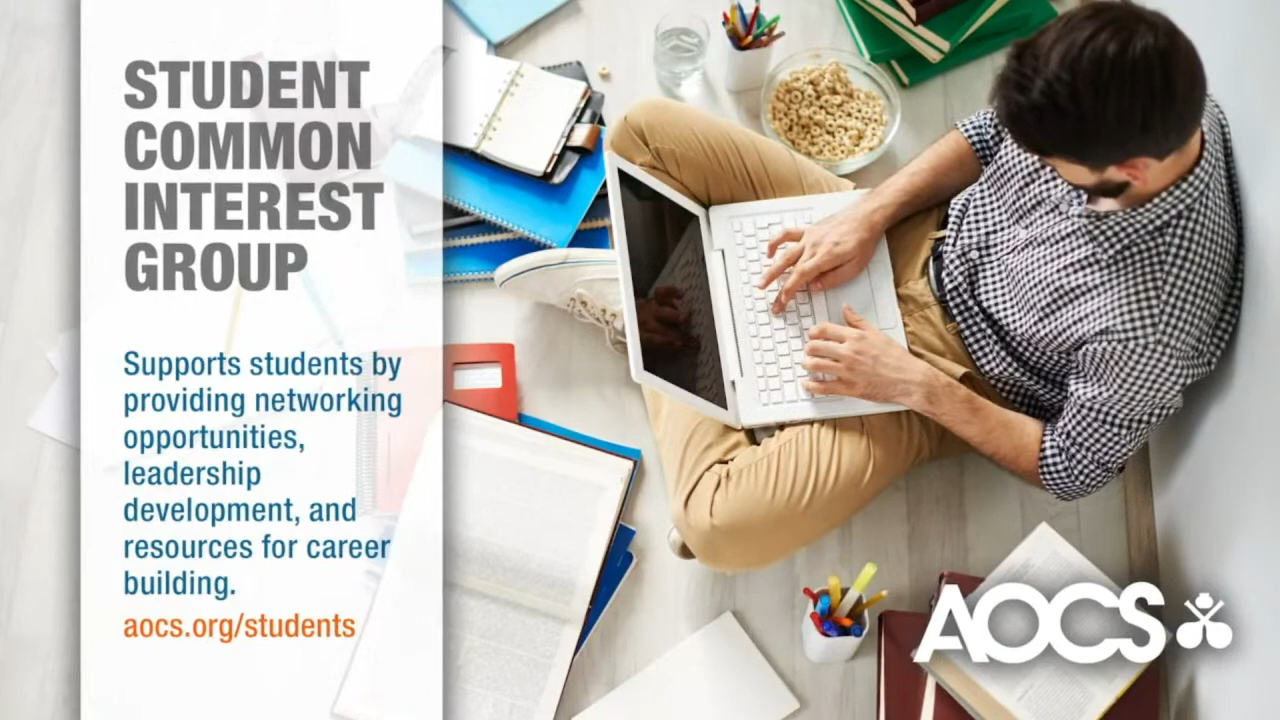 STUDENT
COMMON
INTEREST
GROUP
Supports students by
providing networking
opportunities,
leadership
development, and
resources for career
building.
aocs.org/students
AOCS